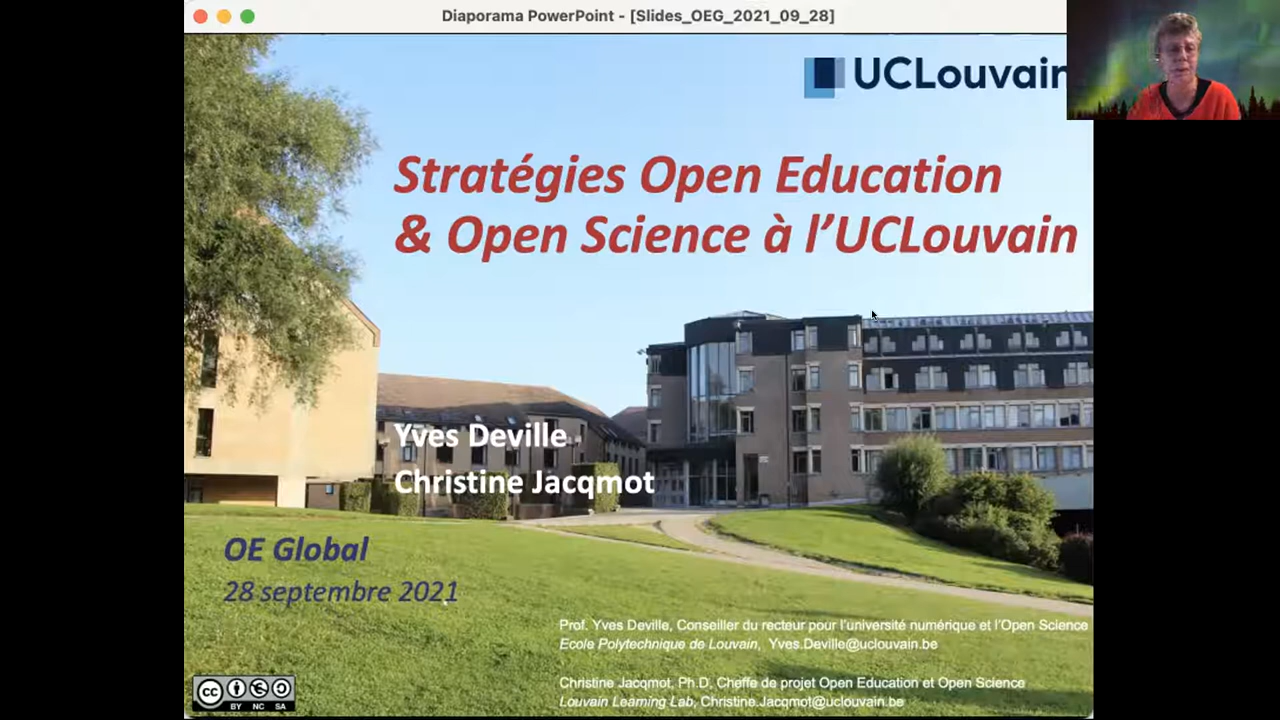 Diaporama PowerPoint - [Slides_OEG_2021_09_28]
UCLouvain
Stratégies Open Education
& Open Science à l’UCLouvain
Yves Deville
Christine Jacqmot
OE Global
28 septembre 2021
Prof. Yves Deville, Conseiller du recteur pour l’université numérique et l’Open Science
Ecole Polytechnique de Louvain, Yves.Deville@uclouvain.be
Christine Jacqmot, Ph.D, Cheffe de projet Open Education et Open Science
Louvain Learning Lab, Christine.Jacqmot@uclouvain.be
cc
BY NC SA